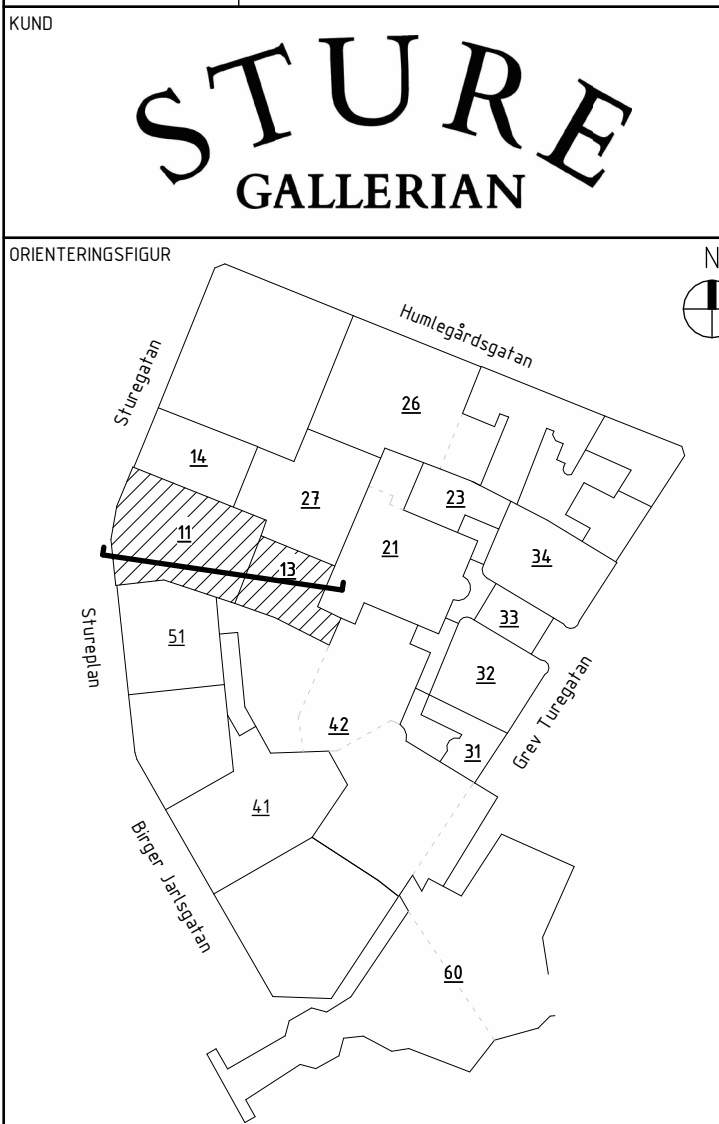 KUND
STURE
GALLERIAN
ORIENTERINGSFIGUR
N
Humlegårdsgatan
Sturegatan
26
14
27
23
11
21
34
13
33
51
Stureplan
32
42
Grev Turegatan
31
41
Birger Jarlsgatan
60